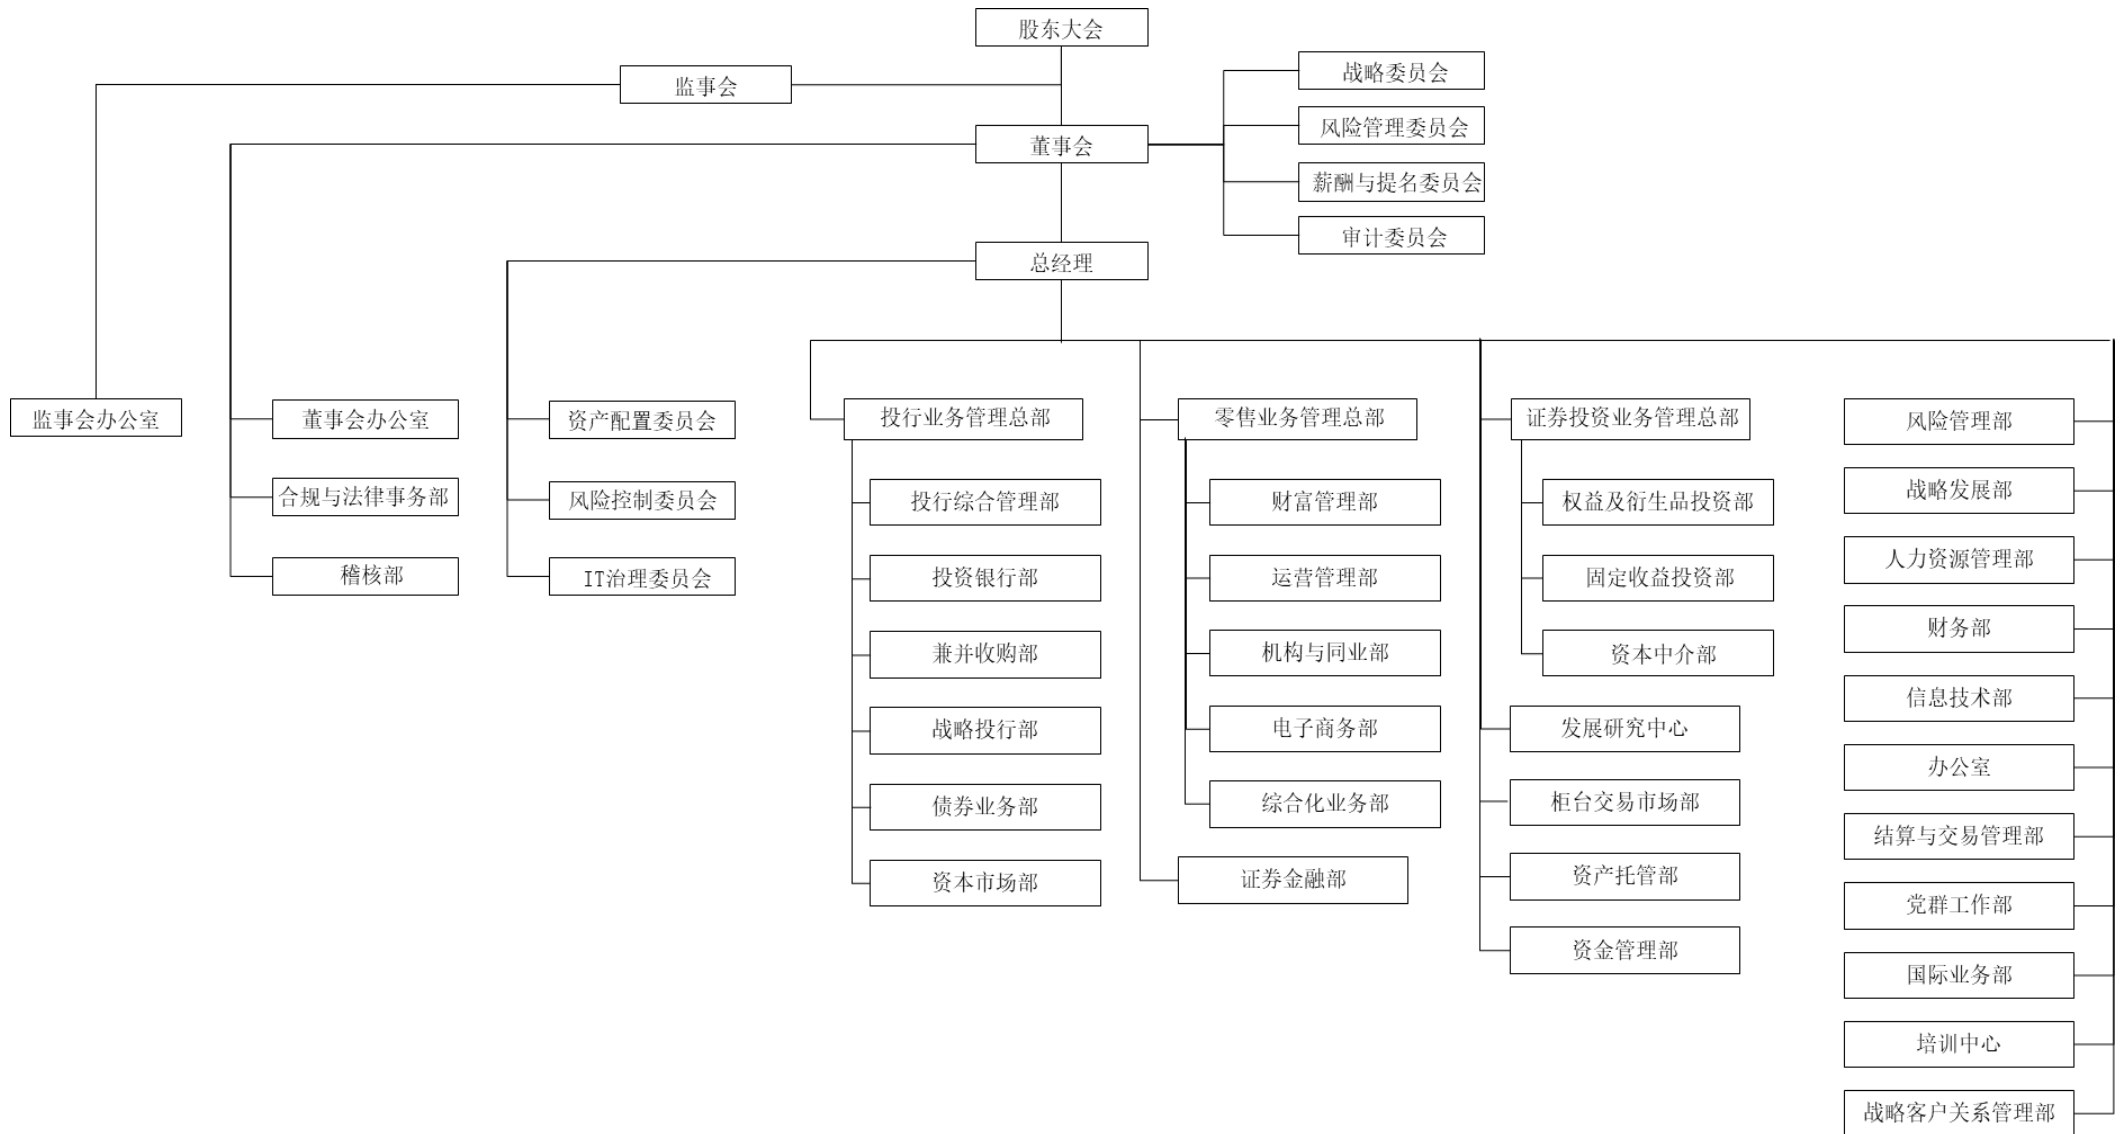 股东大会
监事会
董事会
战略委员会
风险管理委员会
薪酬与提名委员会
审计委员会
总经理
监事会办公室
董事会办公室
合规与法律事务部
稽核部
资产配置委员会
风险控制委员会
IT治理委员会
投行业务管理总部
投行综合管理部
投资银行部
兼并收购部
战略投行部
债券业务部
资本市场部
零售业务管理总部
财富管理部
运营管理部
机构与同业部
电子商务部
综合化业务部
证券金融部
证券投资业务管理总部
权益及衍生品投资部
固定收益投资部
资本中介部
发展研究中心
柜台交易市场部
资产托管部
资金管理部
风险管理部
战略发展部
人力资源管理部
财务部
信息技术部
办公室
结算与交易管理部
党群工作部
国际业务部
培训中心
战略客户关系管理部